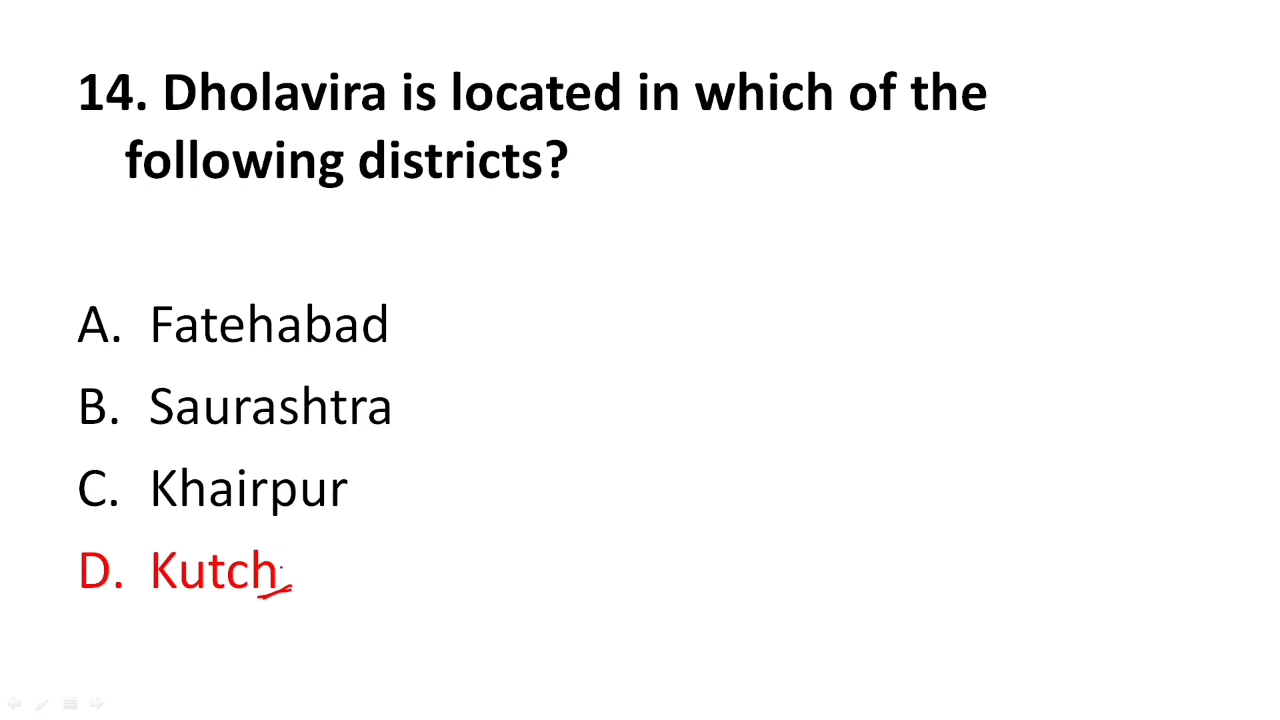 14. Dholavira is located in which of the
following districts?
A. Fatehabad
B. Saurashtra
C. Khairpur
D. Kutch